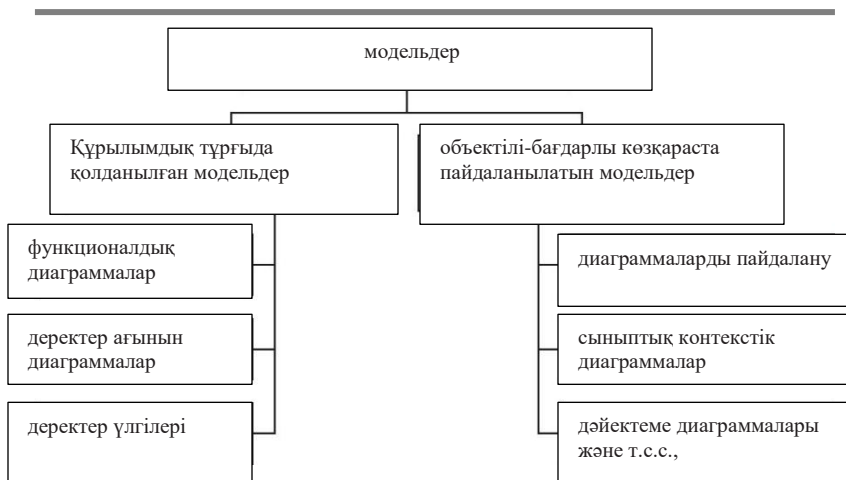 модельдер
Құрылымдық тұрғыда
қолданылған модельдер
объектілі-бағдарлы көзқараста
пайдаланылатын модельдер
функционалдық
диаграммалар
деректер ағынын
диаграммалар
деректер үлгілері
диаграммаларды пайдалану
сыныптық контекстік
диаграммалар
дәйектеме диаграммалары
және т.с.с.,